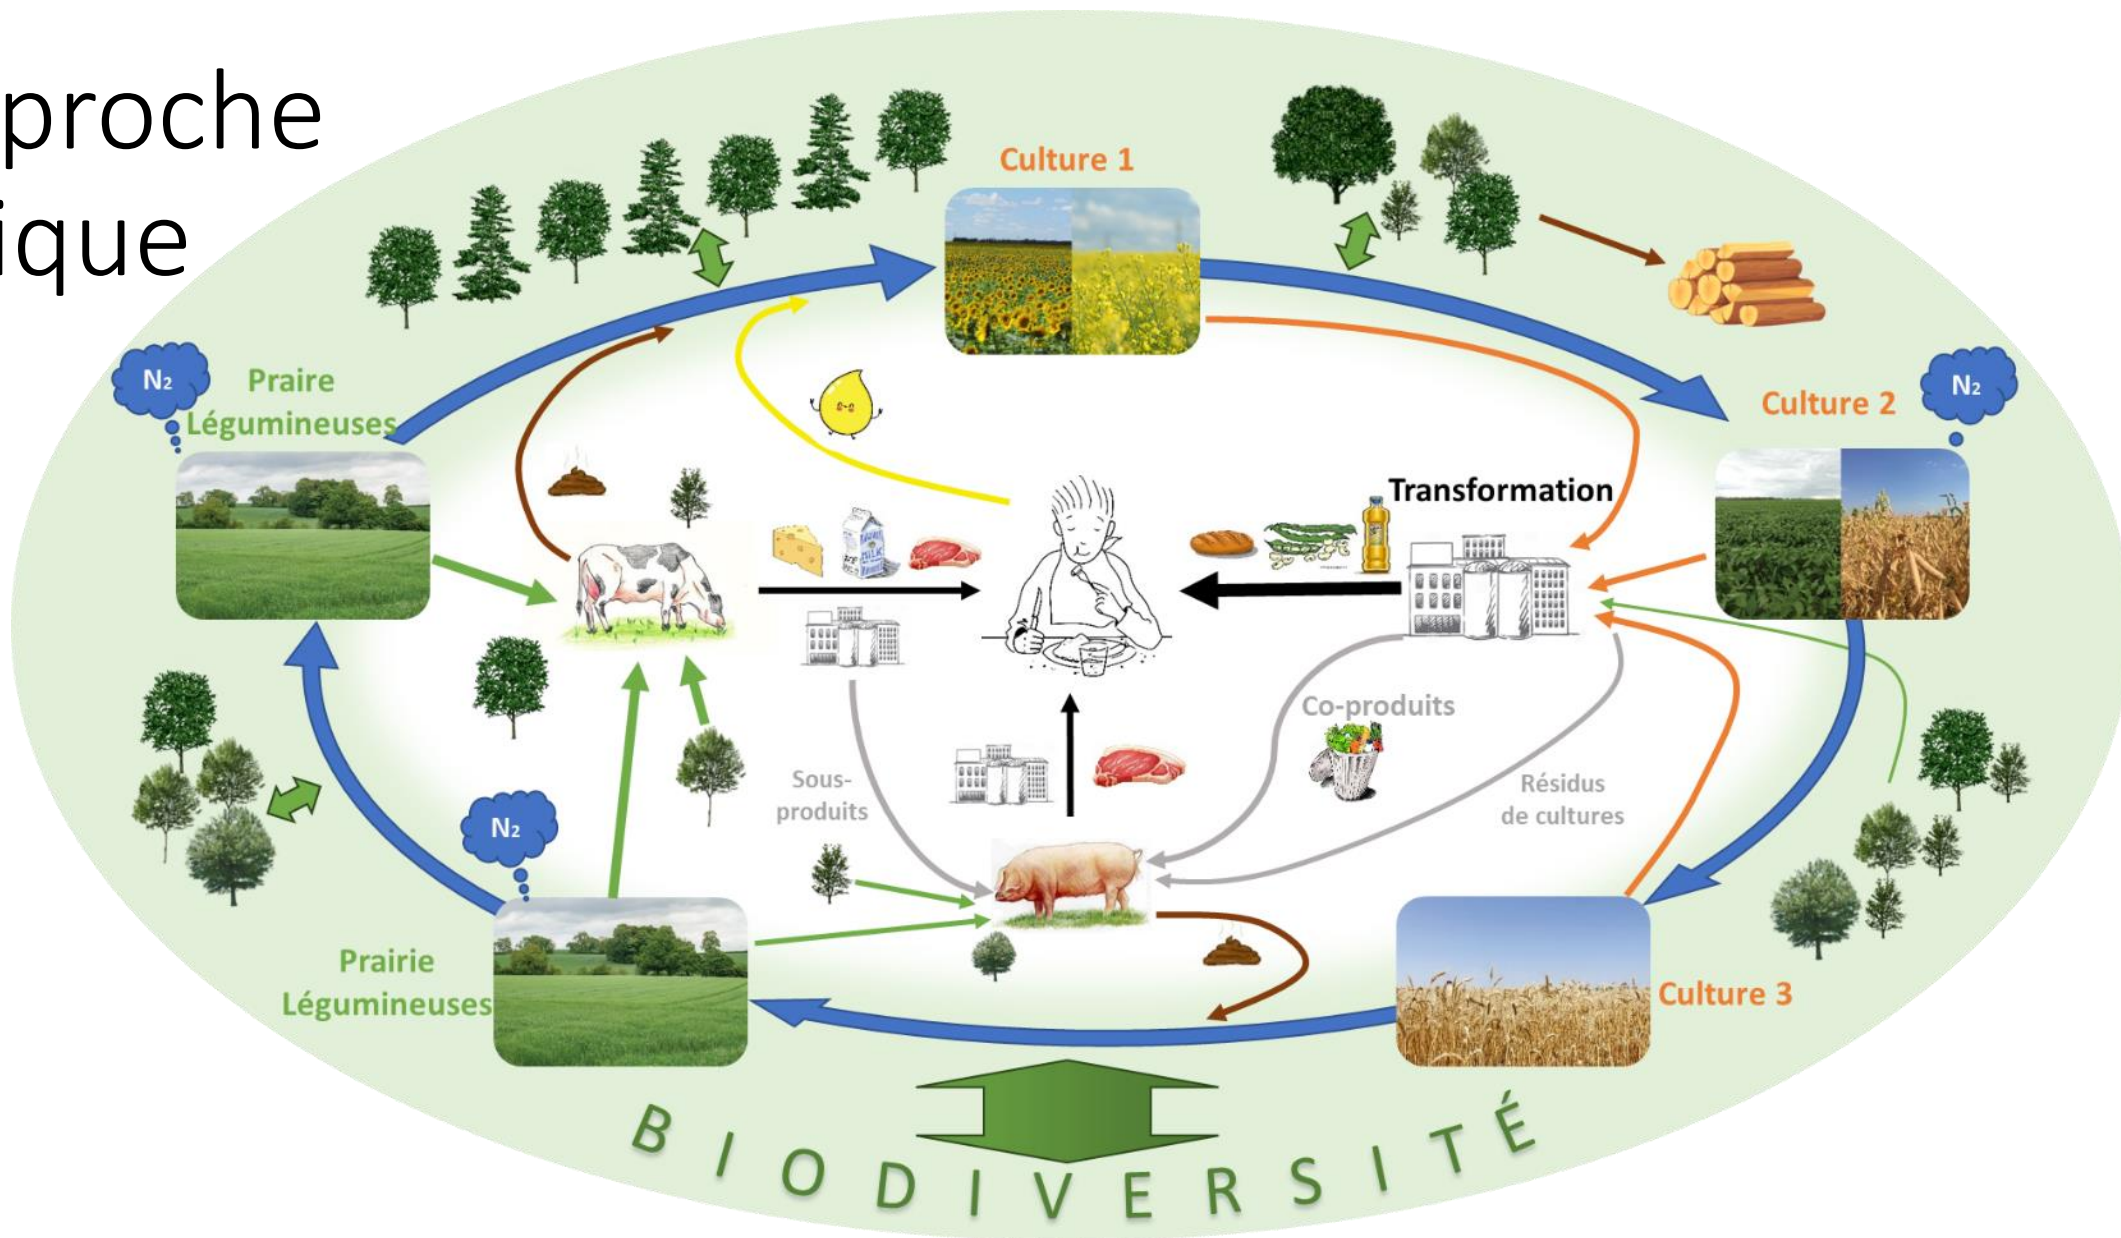 proche
ique
Culture 1
N2
Praire
Légumineuses
Culture 2
N2
Transformation
MILK
Co-produits
Sous-
produits
Résidus
de cultures
N2
Prairie
Légumineuses
Culture 3
BIODIVERSITÉ